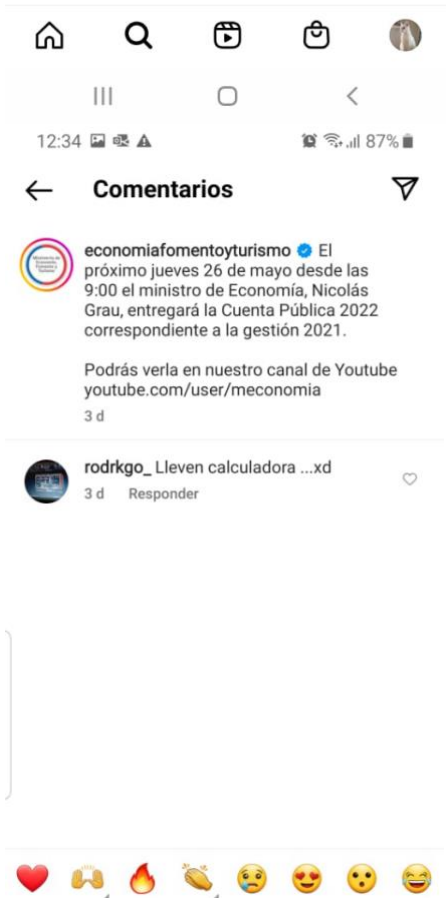 12:34 87%
Comentarios
economiafomentoyturismo El
próximo jueves 26 de mayo desde las
9:00 el ministro de Economía, Nicolás
Grau, entregará la Cuenta Pública 2022
correspondiente a la gestión 2021.
Podrás verla en nuestro canal de Youtube
youtube.com/user/meconomia
3 d
rodrkgo_ Lleven calculadora ...xd
3 d Responder